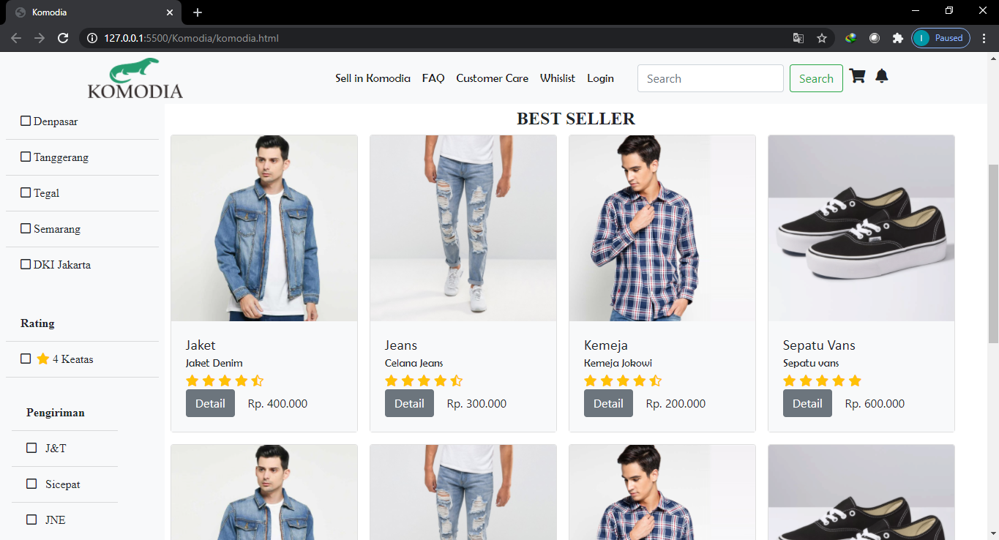 Komodia
127.0.0.1:5500/Komodia/komodia.html
I Paused
KOMODIA
Sell in Komodia FAQ Customer Care Whislist Login Search Search
Denpasar
Tanggerang
Tegal
Semarang
DKI Jakarta
Rating
4 Keatas
Pengiriman
J&T
Sicepat
JNE
BEST SELLER
Jaket
Jaket Denim
Detail Rp. 400.000
Jeans
Celana Jeans
Detail Rp. 300.000
Kemeja
Kemeja Jokowi
Detail Rp. 200.000
Sepatu Vans
Sepatu vans
Detail Rp. 600.000